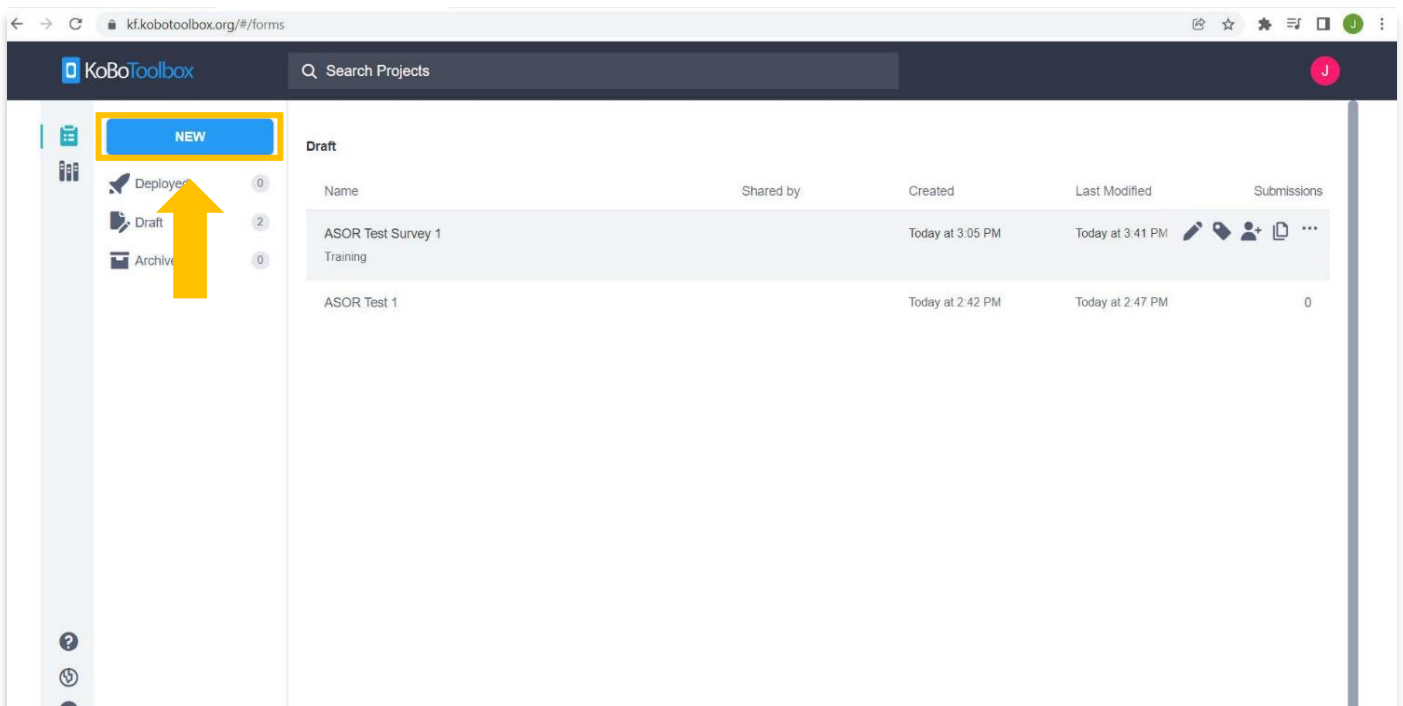 kf.kobotoolbox.org/#/forms
J
KoBoToolbox
Search Projects
J
NEW
Deployed 0
Draft 2
Archive 0
Draft
Name Shared by Created Last Modified Submissions
ASOR Test Survey 1 Today at 3:05 PM Today at 3:41 PM
Training
ASOR Test 1 Today at 2:42 PM Today at 2:47 PM 0